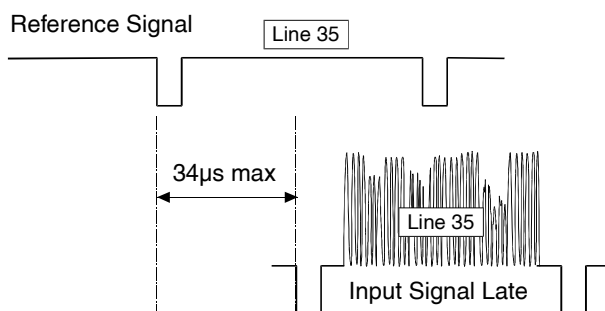 Reference Signal
Line 35
34µs max
Line 35
Input Signal Late